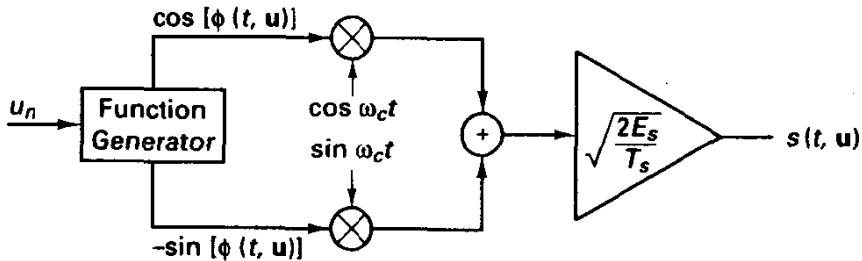 cos [ϕ (t, u)]
u_n
Function
Generator
cos ω_c t
sin ω_c t
+
√(2E_s/T_s)
s (t, u)
–sin [ϕ (t, u)]